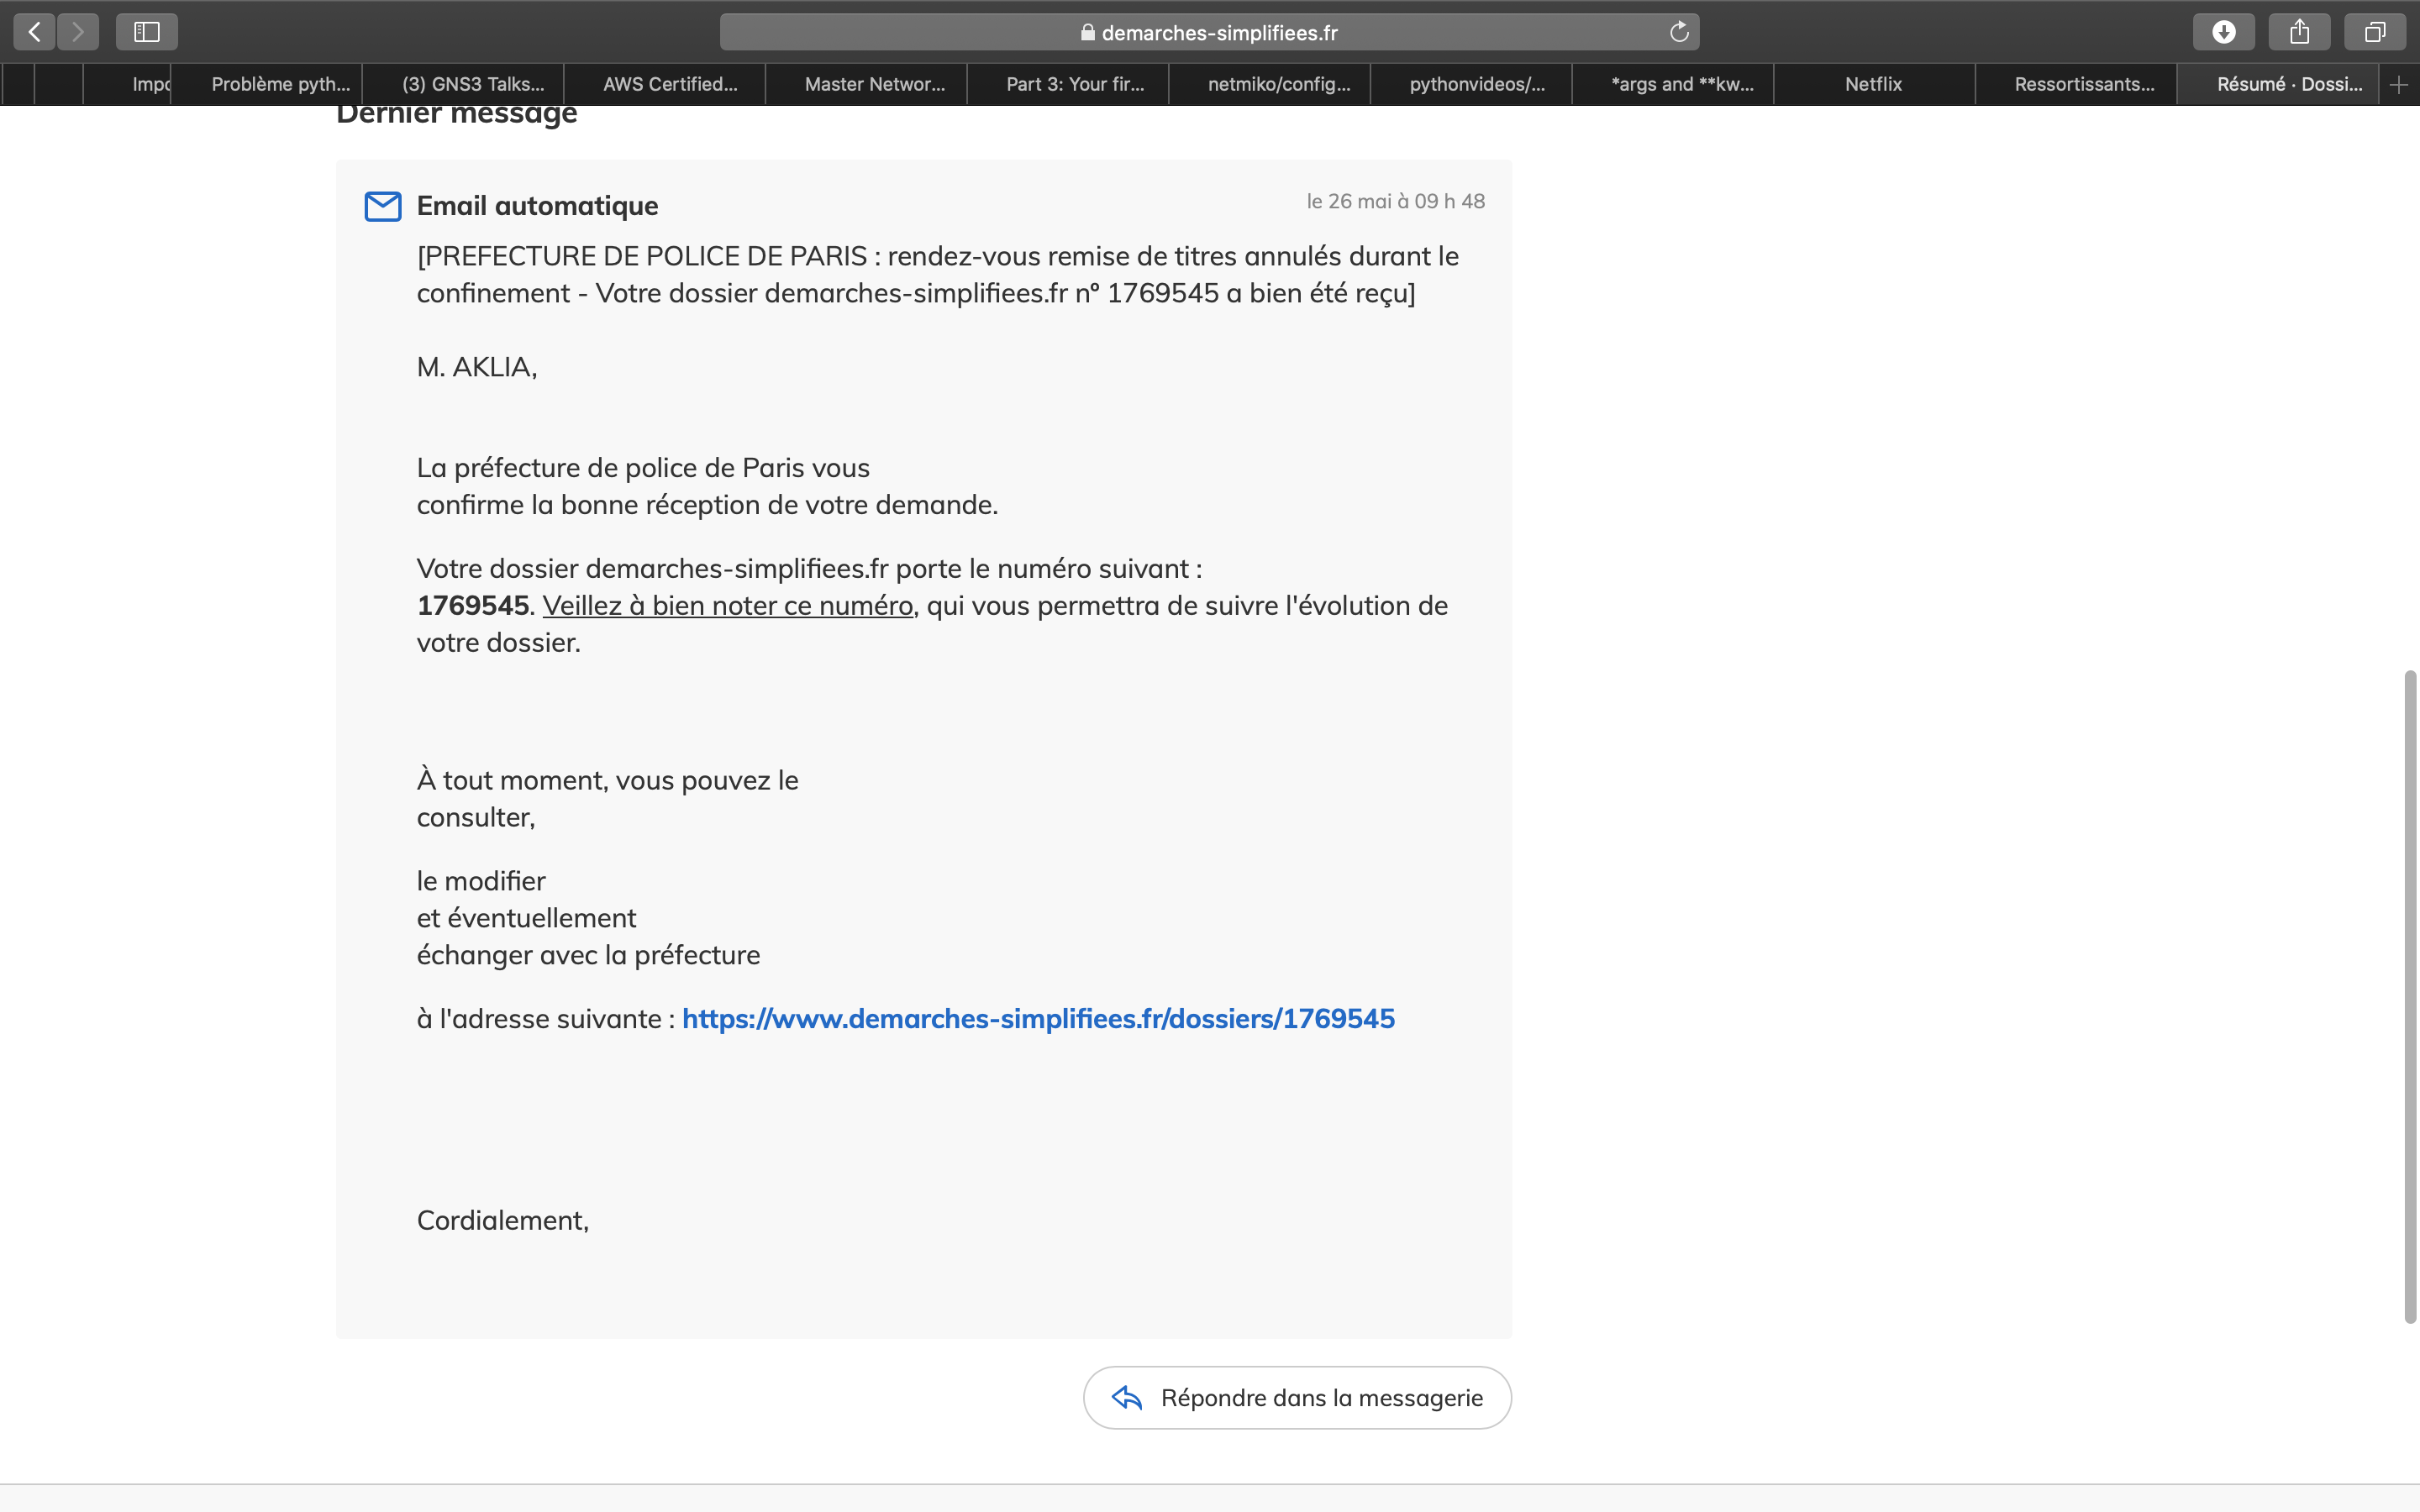 demarches-simplifiees.fr
Impo
Problème pyth...
(3) GNS3 Talks...
AWS Certified...
Master Networ...
Part 3: Your fir...
netmiko/config...
pythonvideos/...
*args and **kw...
Netflix
Ressortissants...
Résumé · Dossi...
Dernier message
Email automatique
le 26 mai à 09 h 48
[PREFECTURE DE POLICE DE PARIS : rendez-vous remise de titres annulés durant le
confinement - Votre dossier demarches-simplifiees.fr nº 1769545 a bien été reçu]
M. AKLIA,
La préfecture de police de Paris vous
confirme la bonne réception de votre demande.
Votre dossier demarches-simplifiees.fr porte le numéro suivant :
1769545. Veillez à bien noter ce numéro, qui vous permettra de suivre l'évolution de
votre dossier.
À tout moment, vous pouvez le
consulter,
le modifier
et éventuellement
échanger avec la préfecture
à l'adresse suivante : https://www.demarches-simplifiees.fr/dossiers/1769545
Cordialement,
Répondre dans la messagerie